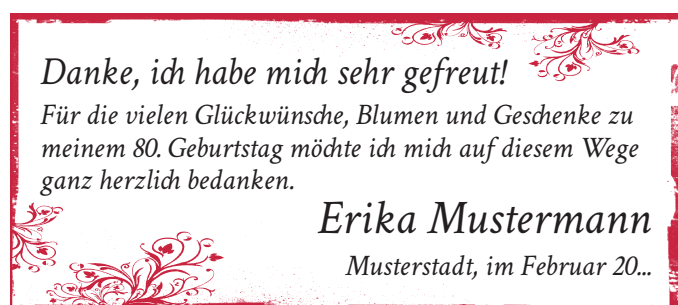 Danke, ich habe mich sehr gefreut!
Für die vielen Glückwünsche, Blumen und Geschenke zu
meinem 80. Geburtstag möchte ich mich auf diesem Wege
ganz herzlich bedanken.
Erika Mustermann
Musterstadt, im Februar 20...